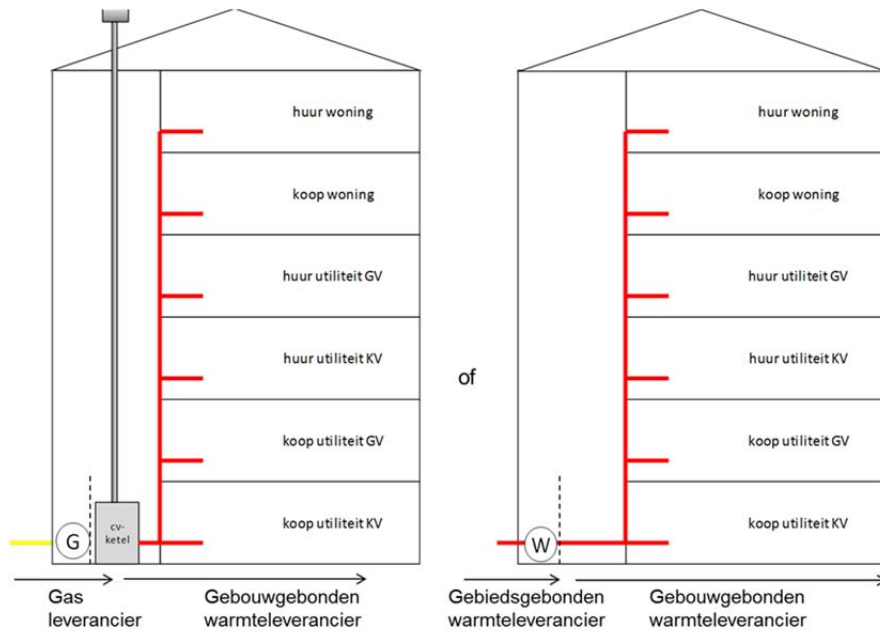 huur woning
koop woning
huur utiliteit GV
huur utiliteit KV
koop utiliteit GV
koop utiliteit KV
G
cv-
ketel
Gas
leverancier
Gebouwgebonden
warmteleverancier
of
huur woning
koop woning
huur utiliteit GV
huur utiliteit KV
koop utiliteit GV
koop utiliteit KV
W
Gebiedsgebonden
warmteleverancier
Gebouwgebonden
warmteleverancier